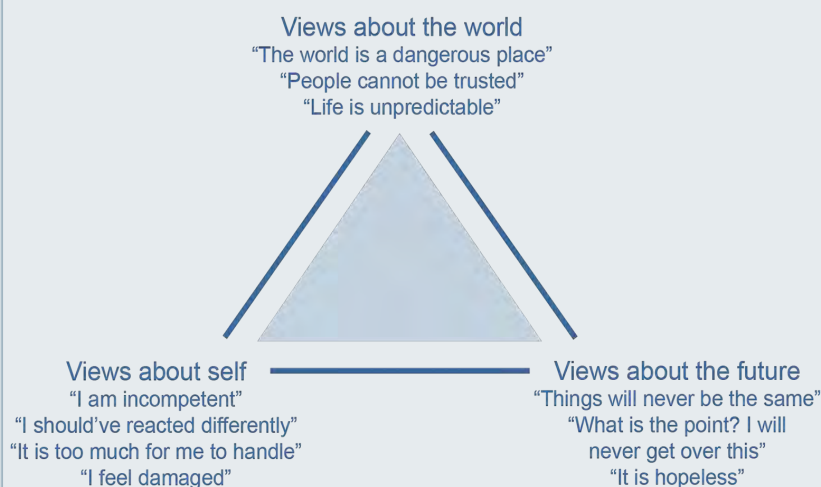 Views about the world
“The world is a dangerous place”
“People cannot be trusted”
“Life is unpredictable”
Views about self
“I am incompetent”
“I should’ve reacted differently”
“It is too much for me to handle”
“I feel damaged”
Views about the future
“Things will never be the same”
“What is the point? I will
never get over this”
“It is hopeless”